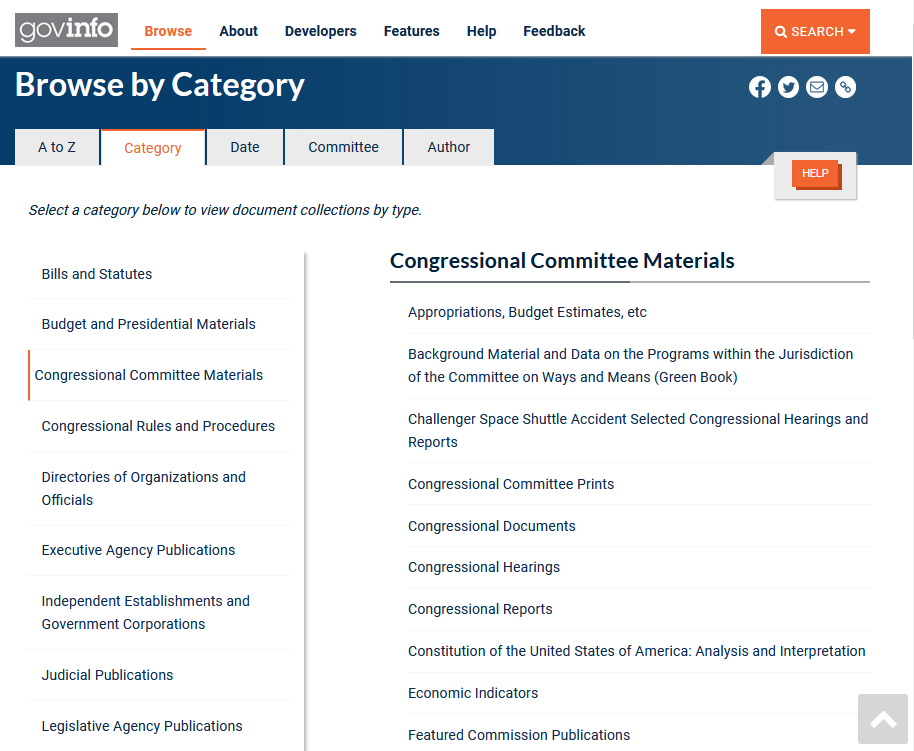 govinfo
Browse
About
Developers
Features
Help
Feedback
SEARCH
Browse by Category
A to Z
Category
Date
Committee
Author
HELP
Select a category below to view document collections by type.
Bills and Statutes
Budget and Presidential Materials
Congressional Committee Materials
Congressional Rules and Procedures
Directories of Organizations and
Officials
Executive Agency Publications
Independent Establishments and
Government Corporations
Judicial Publications
Legislative Agency Publications
Congressional Committee Materials
Appropriations, Budget Estimates, etc
Background Material and Data on the Programs within the Jurisdiction
of the Committee on Ways and Means (Green Book)
Challenger Space Shuttle Accident Selected Congressional Hearings and
Reports
Congressional Committee Prints
Congressional Documents
Congressional Hearings
Congressional Reports
Constitution of the United States of America: Analysis and Interpretation
Economic Indicators
Featured Commission Publications